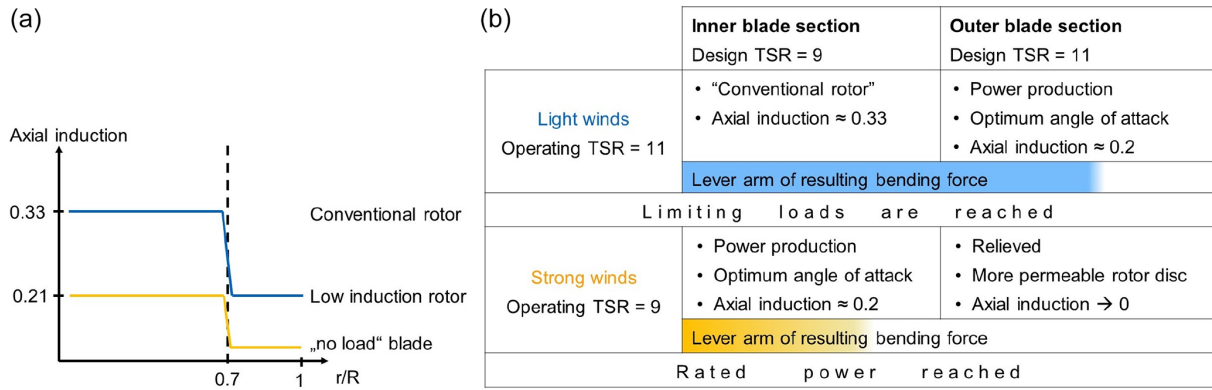 (a)
Axial induction
0.33
0.21
Conventional rotor
Low induction rotor
„no load“ blade
0.7
1
r/R
(b)
Inner blade section
Design TSR = 9
Outer blade section
Design TSR = 11
Light winds
Operating TSR = 11
• “Conventional rotor”
• Axial induction ≈ 0.33
• Power production
• Optimum angle of attack
• Axial induction ≈ 0.2
Lever arm of resulting bending force
Limiting loads are reached
Strong winds
Operating TSR = 9
• Power production
• Optimum angle of attack
• Axial induction ≈ 0.2
• Relieved
• More permeable rotor disc
• Axial induction → 0
Lever arm of resulting bending force
Rated power reached